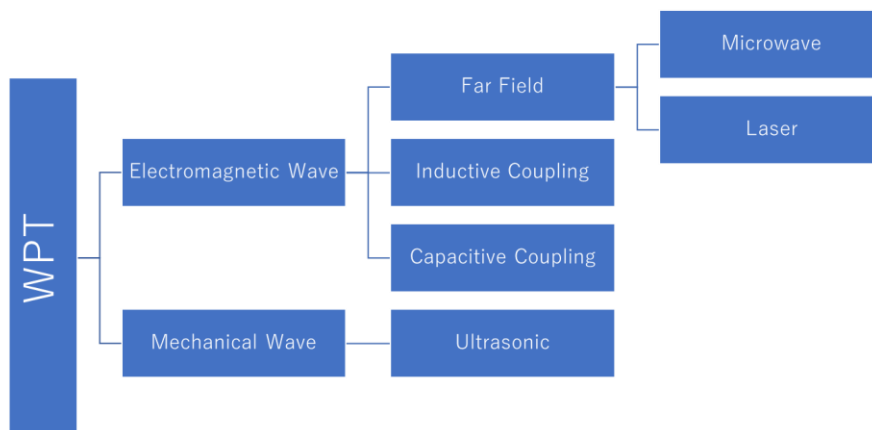 WPT
Electromagnetic Wave
Far Field
Microwave
Laser
Inductive Coupling
Capacitive Coupling
Mechanical Wave
Ultrasonic